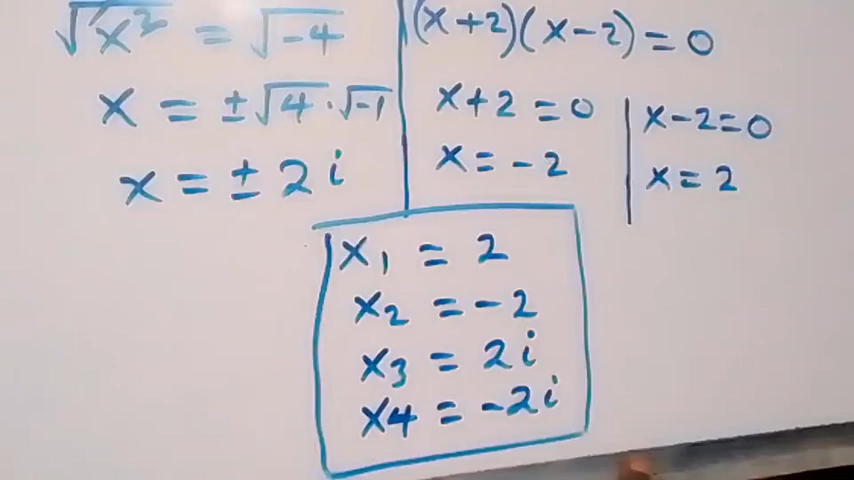 √x² = √-4
x = ±√4 · √-1
x = ± 2i
(x+2)(x-2) = 0
x+2 = 0
x = -2
x-2=0
x = 2
x₁ = 2
x₂ = -2
x₃ = 2i
x4 = -2i